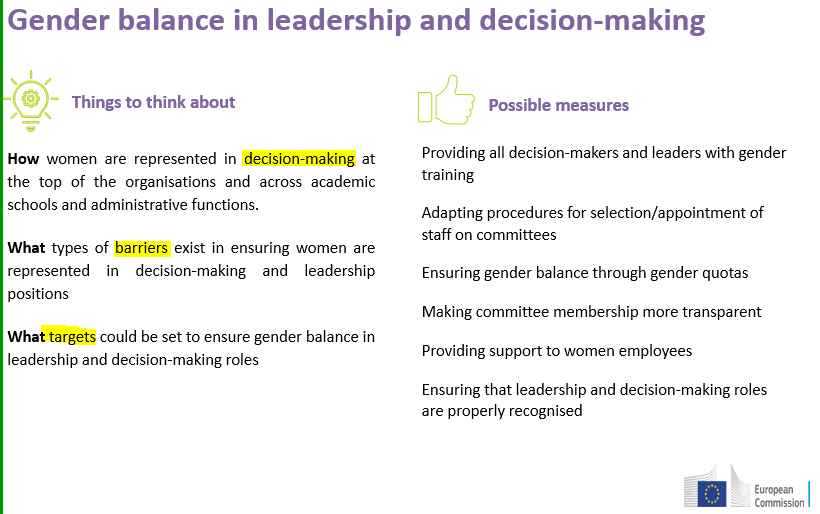 Gender balance in leadership and decision-making
Things to think about
How women are represented in decision-making at
the top of the organisations and across academic
schools and administrative functions.
What types of barriers exist in ensuring women are
represented in decision-making and leadership
positions
What targets could be set to ensure gender balance in
leadership and decision-making roles
Possible measures
Providing all decision-makers and leaders with gender
training
Adapting procedures for selection/appointment of
staff on committees
Ensuring gender balance through gender quotas
Making committee membership more transparent
Providing support to women employees
Ensuring that leadership and decision-making roles
are properly recognised
European
Commission